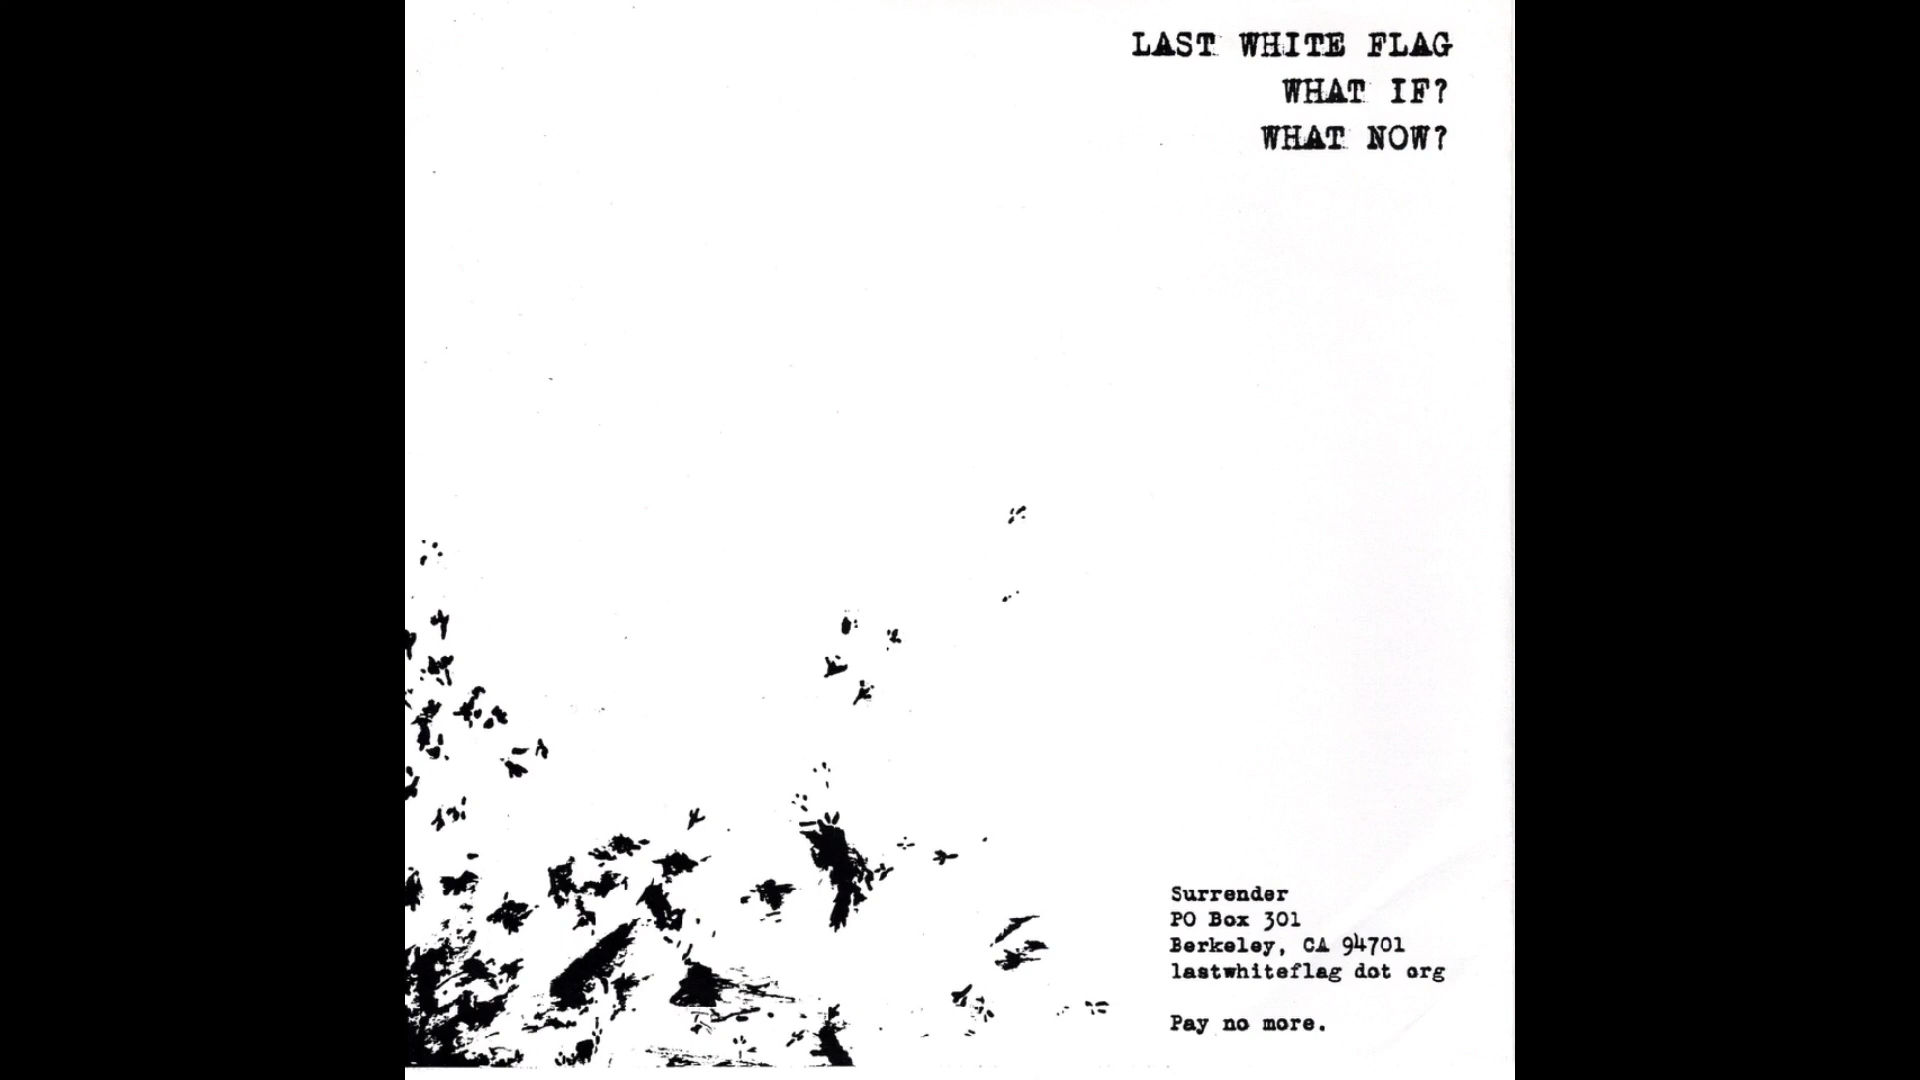 LAST WHITE FLAG
WHAT IF?
WHAT NOW?
Surrender
PO Box 301
Berkeley, CA 94701
lastwhiteflag dot org
Pay no more.